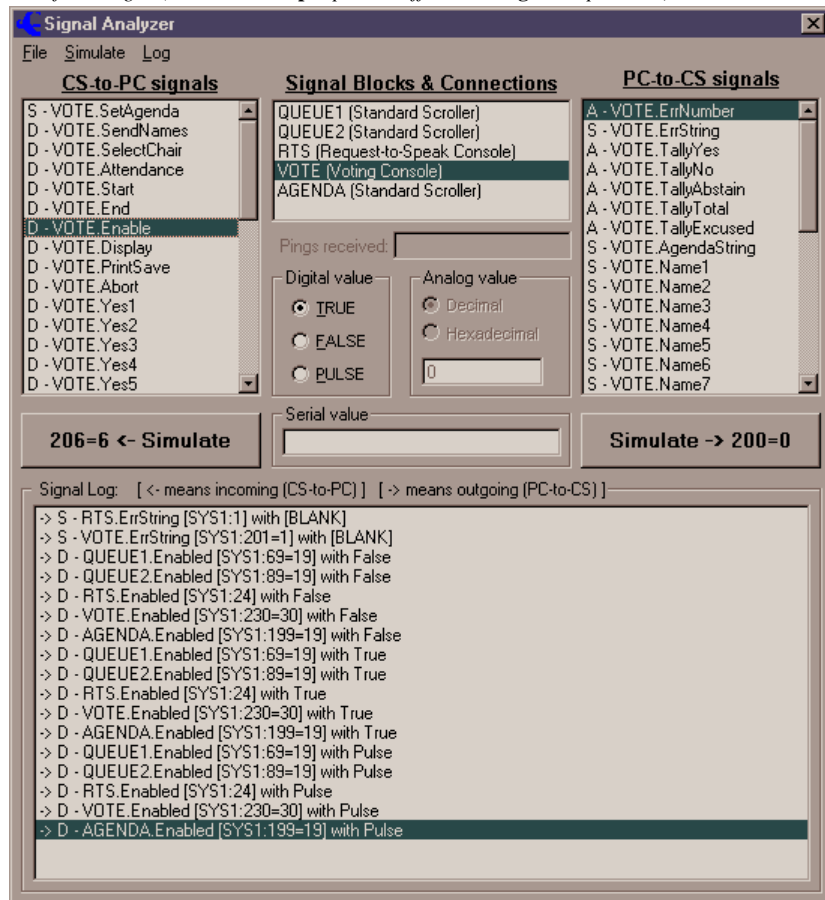 Signal Analyzer
File Simulate Log
CS-to-PC signals
S - VOTE.SetAgenda
D - VOTE.SendNames
D - VOTE.SelectChair
D - VOTE.Attendance
D - VOTE.Start
D - VOTE.End
D - VOTE.Enable
D - VOTE.Display
D - VOTE.PrintSave
D - VOTE.Abort
D - VOTE.Yes1
D - VOTE.Yes2
D - VOTE.Yes3
D - VOTE.Yes4
D - VOTE.Yes5
206=6 <- Simulate
Signal Blocks & Connections
QUEUE1 (Standard Scroller)
QUEUE2 (Standard Scroller)
RTS (Request-to-Speak Console)
VOTE (Voting Console)
AGENDA (Standard Scroller)
Pings received:
Digital value
TRUE
FALSE
PULSE
Analog value
Decimal
Hexadecimal
0
Serial value
PC-to-CS signals
A - VOTE.ErrNumber
S - VOTE.ErrString
A - VOTE.TallyYes
A - VOTE.TallyNo
A - VOTE.TallyAbstain
A - VOTE.TallyTotal
A - VOTE.TallyExcused
S - VOTE.AgendaString
S - VOTE.Name1
S - VOTE.Name2
S - VOTE.Name3
S - VOTE.Name4
S - VOTE.Name5
S - VOTE.Name6
S - VOTE.Name7
Simulate -> 200=0
Signal Log: [ <- means incoming (CS-to-PC) ] [ -> means outgoing (PC-to-CS) ]
-> S - RTS.ErrString [SYS1:1] with [BLANK]
-> S - VOTE.ErrString [SYS1:201=1] with [BLANK]
-> D - QUEUE1.Enabled [SYS1:69=19] with False
-> D - QUEUE2.Enabled [SYS1:89=19] with False
-> D - RTS.Enabled [SYS1:24] with False
-> D - VOTE.Enabled [SYS1:230=30] with False
-> D - AGENDA.Enabled [SYS1:199=19] with False
-> D - QUEUE1.Enabled [SYS1:69=19] with True
-> D - QUEUE2.Enabled [SYS1:89=19] with True
-> D - RTS.Enabled [SYS1:24] with True
-> D - VOTE.Enabled [SYS1:230=30] with True
-> D - AGENDA.Enabled [SYS1:199=19] with True
-> D - QUEUE1.Enabled [SYS1:69=19] with Pulse
-> D - QUEUE2.Enabled [SYS1:89=19] with Pulse
-> D - RTS.Enabled [SYS1:24] with Pulse
-> D - VOTE.Enabled [SYS1:230=30] with Pulse
-> D - AGENDA.Enabled [SYS1:199=19] with Pulse